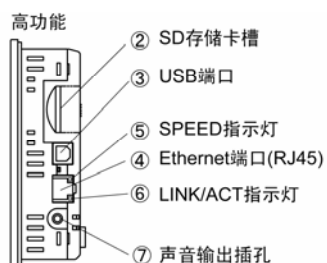 高功能
② SD存储卡槽
③ USB端口
⑤ SPEED指示灯
④ Ethernet端口(RJ45)
⑥ LINK/ACT指示灯
⑦ 声音输出插孔